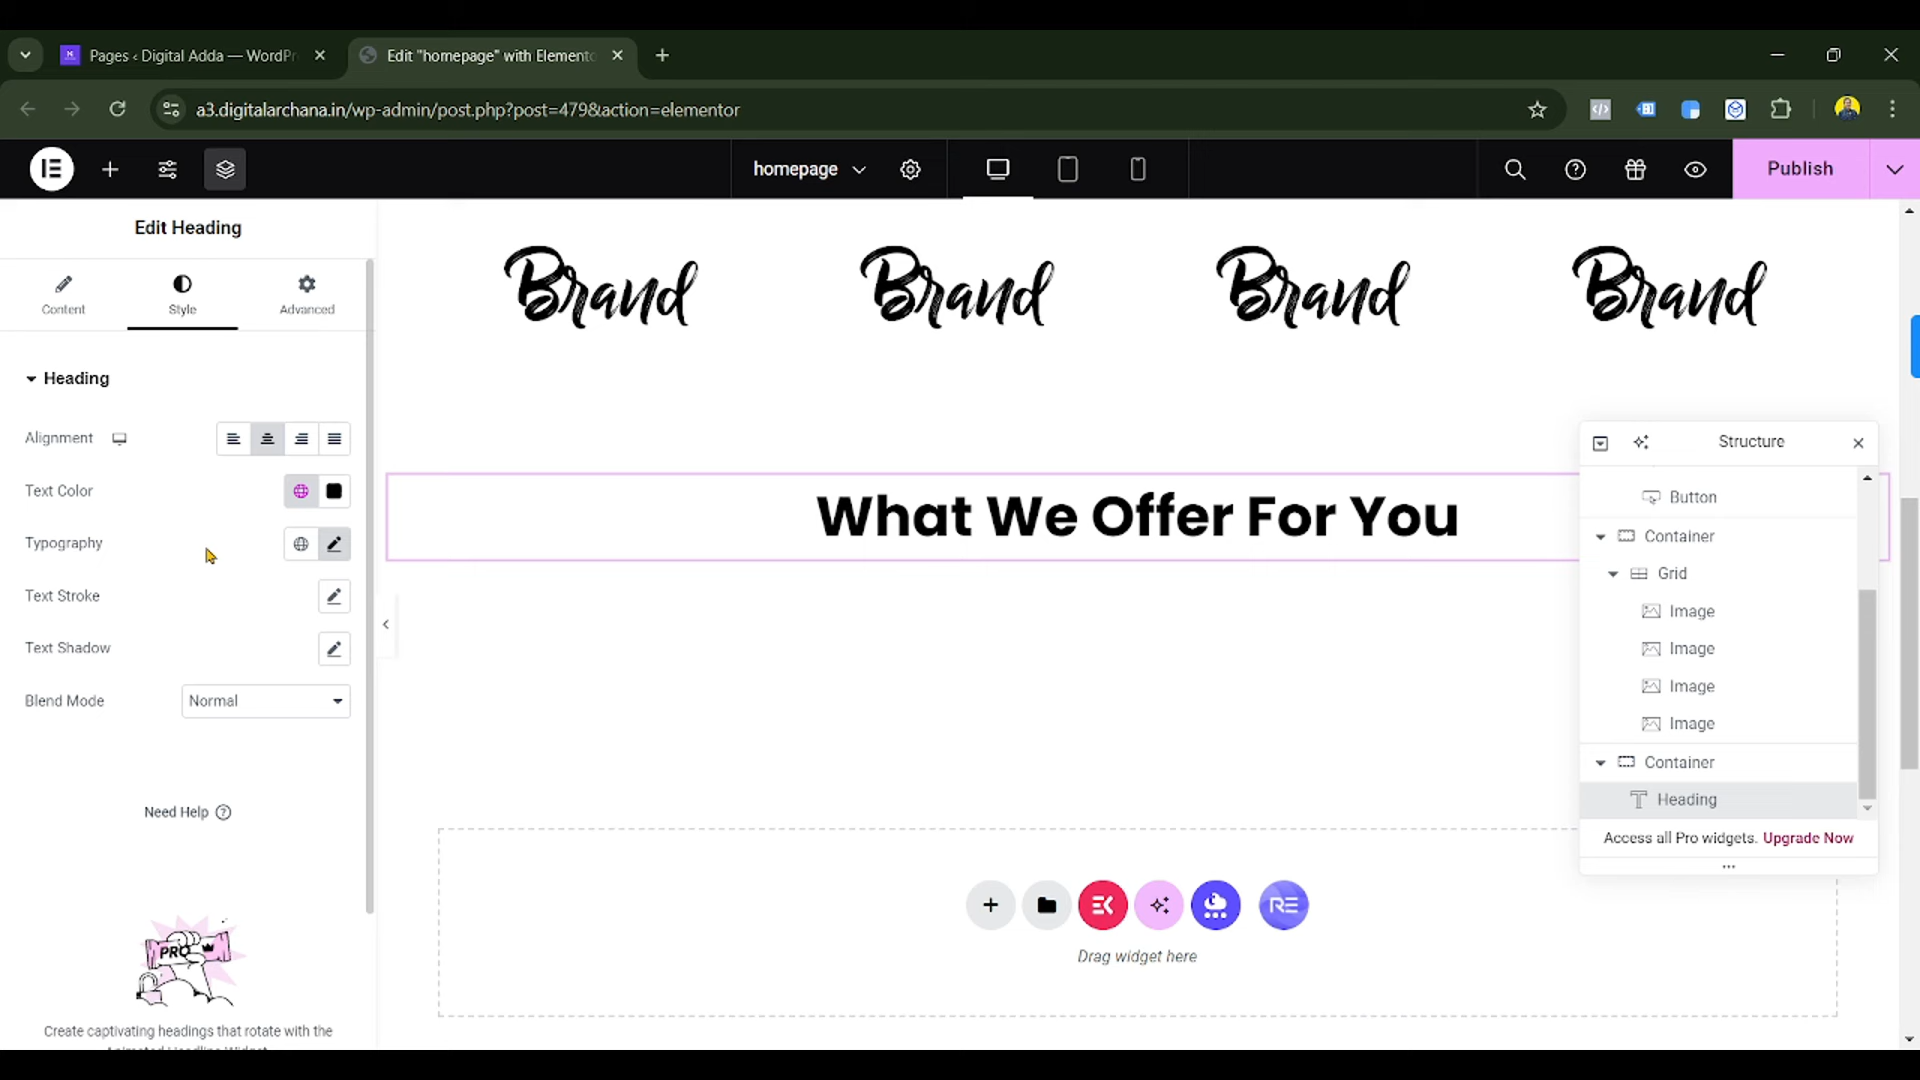 Pages ‹ Digital Adda — WordPr
Edit "homepage" with Elemento
a3.digitalarchana.in/wp-admin/post.php?post=479&action=elementor
homepage
Publish
Edit Heading
Content
Style
Advanced
Heading
Alignment
Text Color
Typography
Text Stroke
Text Shadow
Blend Mode
Normal
Need Help
PRO
Create captivating headings that rotate with the
Brand
Brand
Brand
Brand
What We Offer For You
Drag widget here
Structure
Button
Container
Grid
Image
Image
Image
Image
Container
Heading
Access all Pro widgets. Upgrade Now